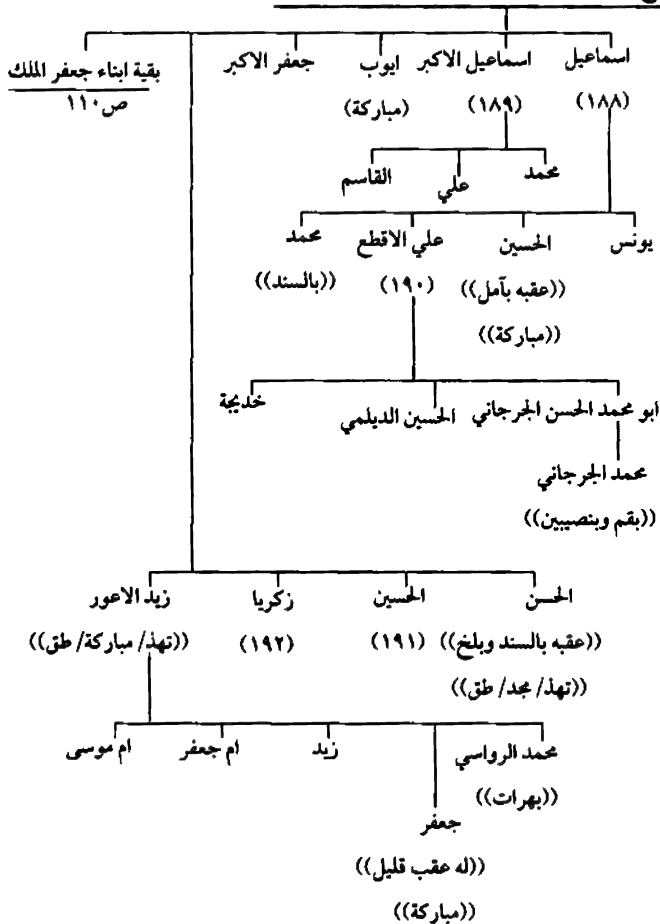 اسماعيل اسماعيل الاكبر ايوب جعفر الاكبر بقية ابناء جعفر الملك
(١٨٨) (١٨٩) (مباركة) ص١١٠
محمد علي القاسم
يونس الحسين علي الاقطع محمد
((عقبه بآمل)) (١٩٠) ((بالسند))
((مباركة))
ابو محمد الحسن الجرجاني الحسين الديلمي خديجة
محمد الجرجاني
((بقم وبنصيبين))
الحسن الحسين زكريا زيد الاعور
((عقبه بالسند وبلخ)) (١٩١) (١٩٢) ((تهذ/ مباركة/ طق))
((تهذ/ مجد/ طق))
محمد الرواسي زيد ام جعفر ام موسى
((بهرات))
جعفر
((له عقب قليل))
((مباركة))